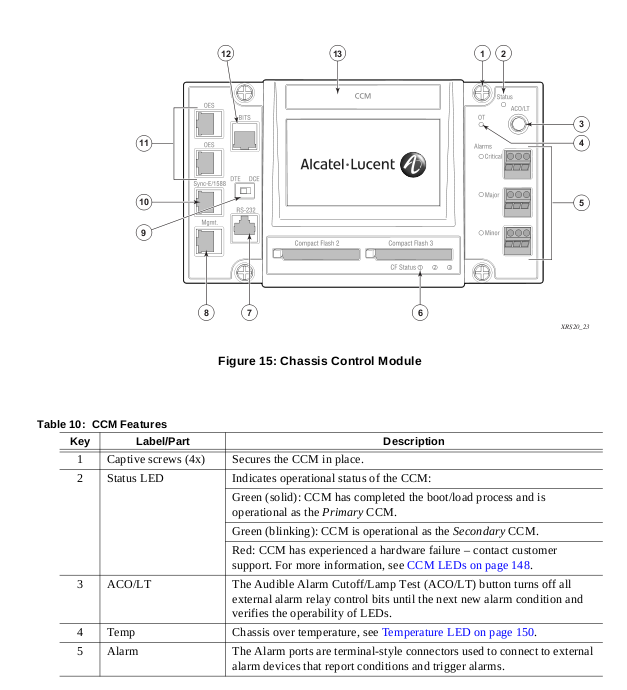 12
13
1
2
CCM
Status
ACO/LT
OES
BITS
OT
3
4
11
Alarms
Critical
OES
Alcatel·Lucent
Sync-E/1588
DTE DCE
10
Major
5
RS-232
9
Mgmt.
Minor
Compact Flash 2
Compact Flash 3
CF Status ① ② ③
8
7
6
XRS20_23
Figure 15: Chassis Control Module
Table 10: CCM Features
Key Label/Part Description
1 Captive screws (4x) Secures the CCM in place.
2 Status LED Indicates operational status of the CCM:
Green (solid): CCM has completed the boot/load process and is
operational as the Primary CCM.
Green (blinking): CCM is operational as the Secondary CCM.
Red: CCM has experienced a hardware failure – contact customer
support. For more information, see CCM LEDs on page 148.
3 ACO/LT The Audible Alarm Cutoff/Lamp Test (ACO/LT) button turns off all
external alarm relay control bits until the next new alarm condition and
verifies the operability of LEDs.
4 Temp Chassis over temperature, see Temperature LED on page 150.
5 Alarm The Alarm ports are terminal-style connectors used to connect to external
alarm devices that report conditions and trigger alarms.